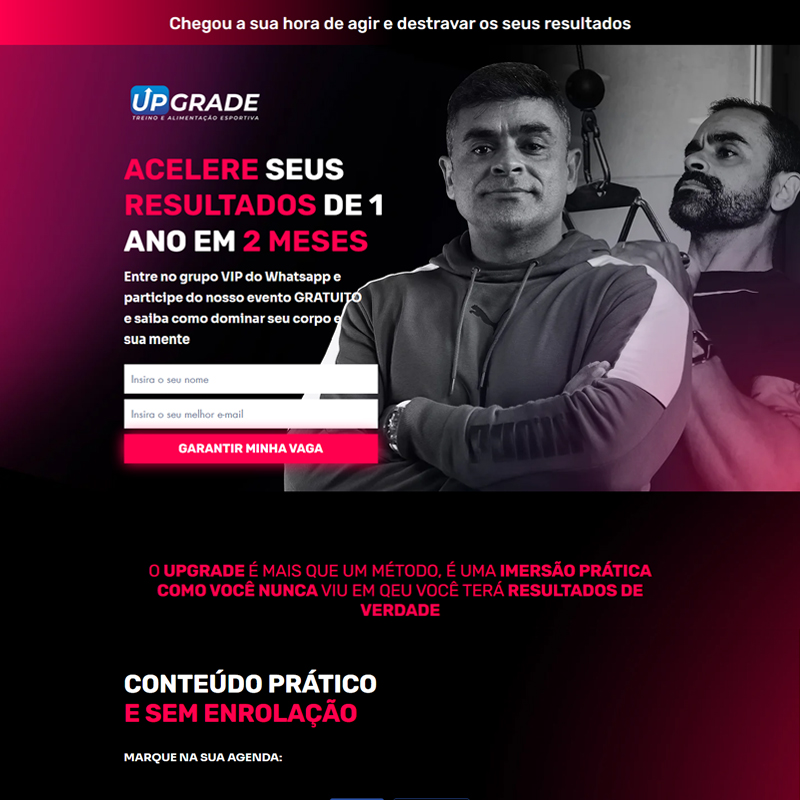 Chegou a sua hora de agir e destravar os seus resultados
UPGRADE
TREINO E ALIMENTAÇÃO ESPORTIVA
ACELERE SEUS
RESULTADOS DE 1
ANO EM 2 MESES
Entre no grupo VIP do Whatsapp e
participe do nosso evento GRATUITO
e saiba como dominar seu corpo e
sua mente
Insira o seu nome
Insira o seu melhor e-mail
GARANTIR MINHA VAGA
O UPGRADE É MAIS QUE UM MÉTODO, É UMA IMERSÃO PRÁTICA
COMO VOCÊ NUNCA VIU EM QEU VOCÊ TERÁ RESULTADOS DE
VERDADE
CONTEÚDO PRÁTICO
E SEM ENROLAÇÃO
MARQUE NA SUA AGENDA: